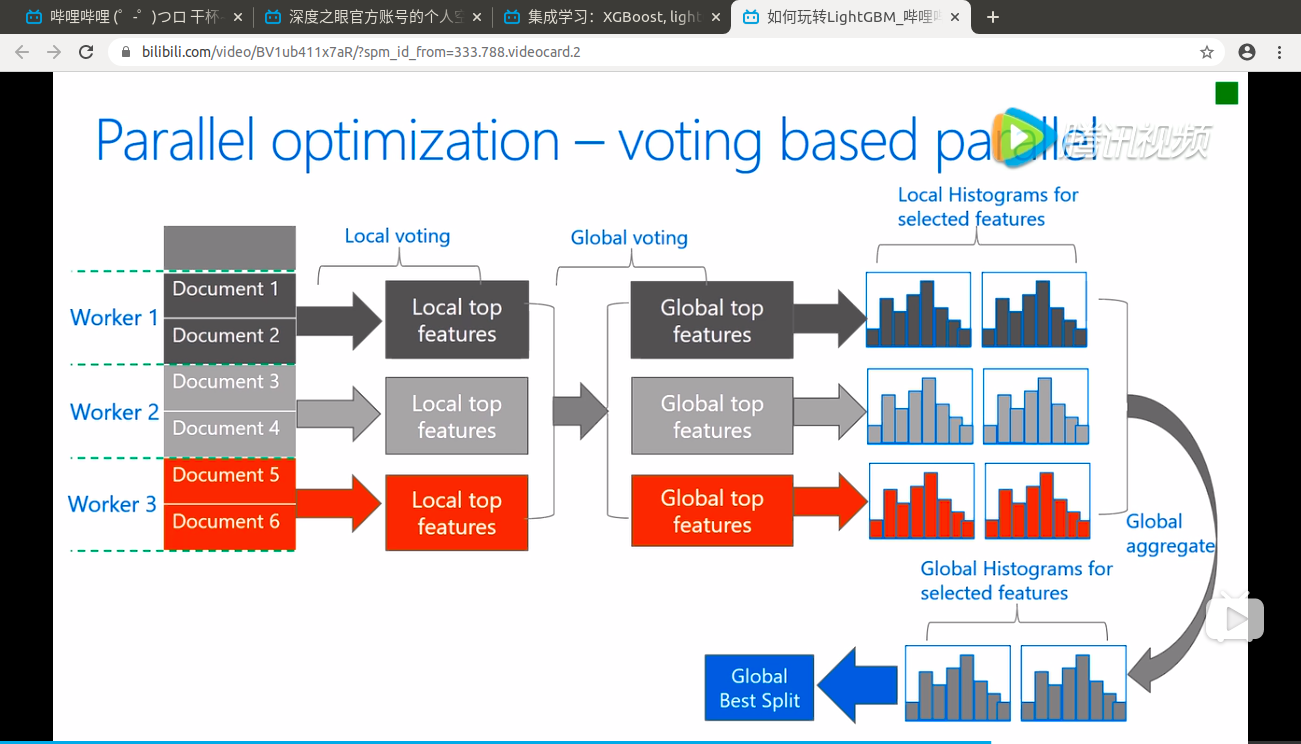 哔哩哔哩 (゜-゜)つロ 干杯
深度之眼官方账号的个人空
集成学习：XGBoost, light
如何玩转LightGBM_哔哩哔
bilibili.com/video/BV1ub411x7aR/?spm_id_from=333.788.videocard.2
Parallel optimization – voting based parallel
腾讯视频
Local Histograms for
selected features
Local voting
Global voting
Worker 1
Document 1
Document 2
Local top
features
Global top
features
Worker 2
Document 3
Document 4
Local top
features
Global top
features
Worker 3
Document 5
Document 6
Local top
features
Global top
features
Global
aggregate
Global Histograms for
selected features
Global
Best Split